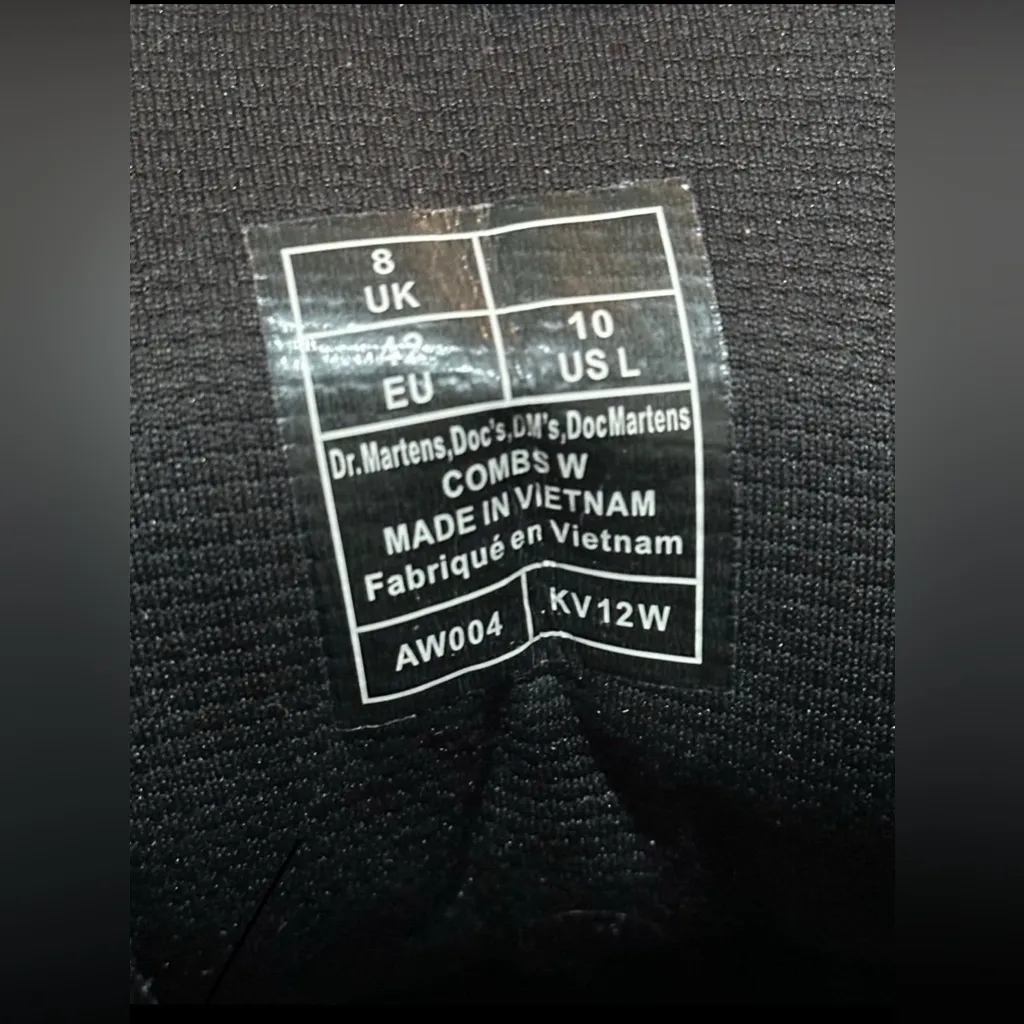 8
UK
42
EU
10
US L
Dr.Martens,Doc's,DM's,DocMartens
COMBS W
MADE IN VIETNAM
Fabriqué en Vietnam
AW004
KV12W